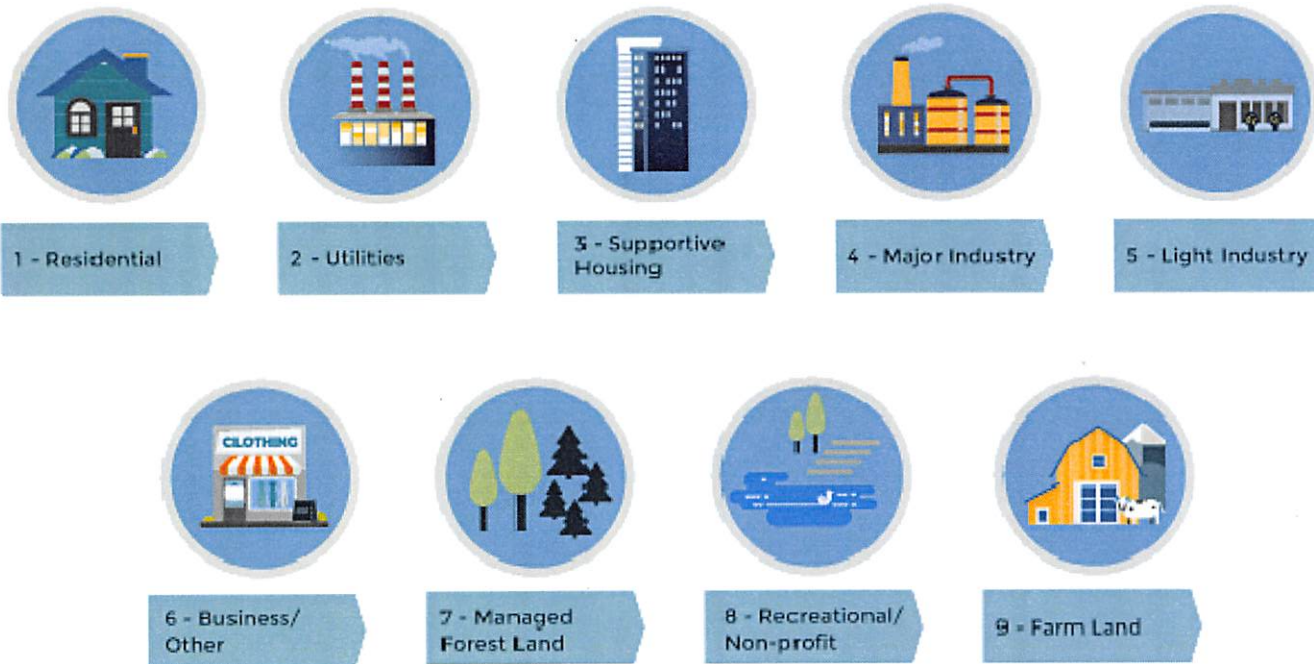 1 - Residential
2 - Utilities
3 - Supportive
Housing
4 - Major Industry
5 - Light Industry
CILOTHING
6 - Business/
Other
7 - Managed
Forest Land
8 - Recreational/
Non-profit
9 - Farm Land